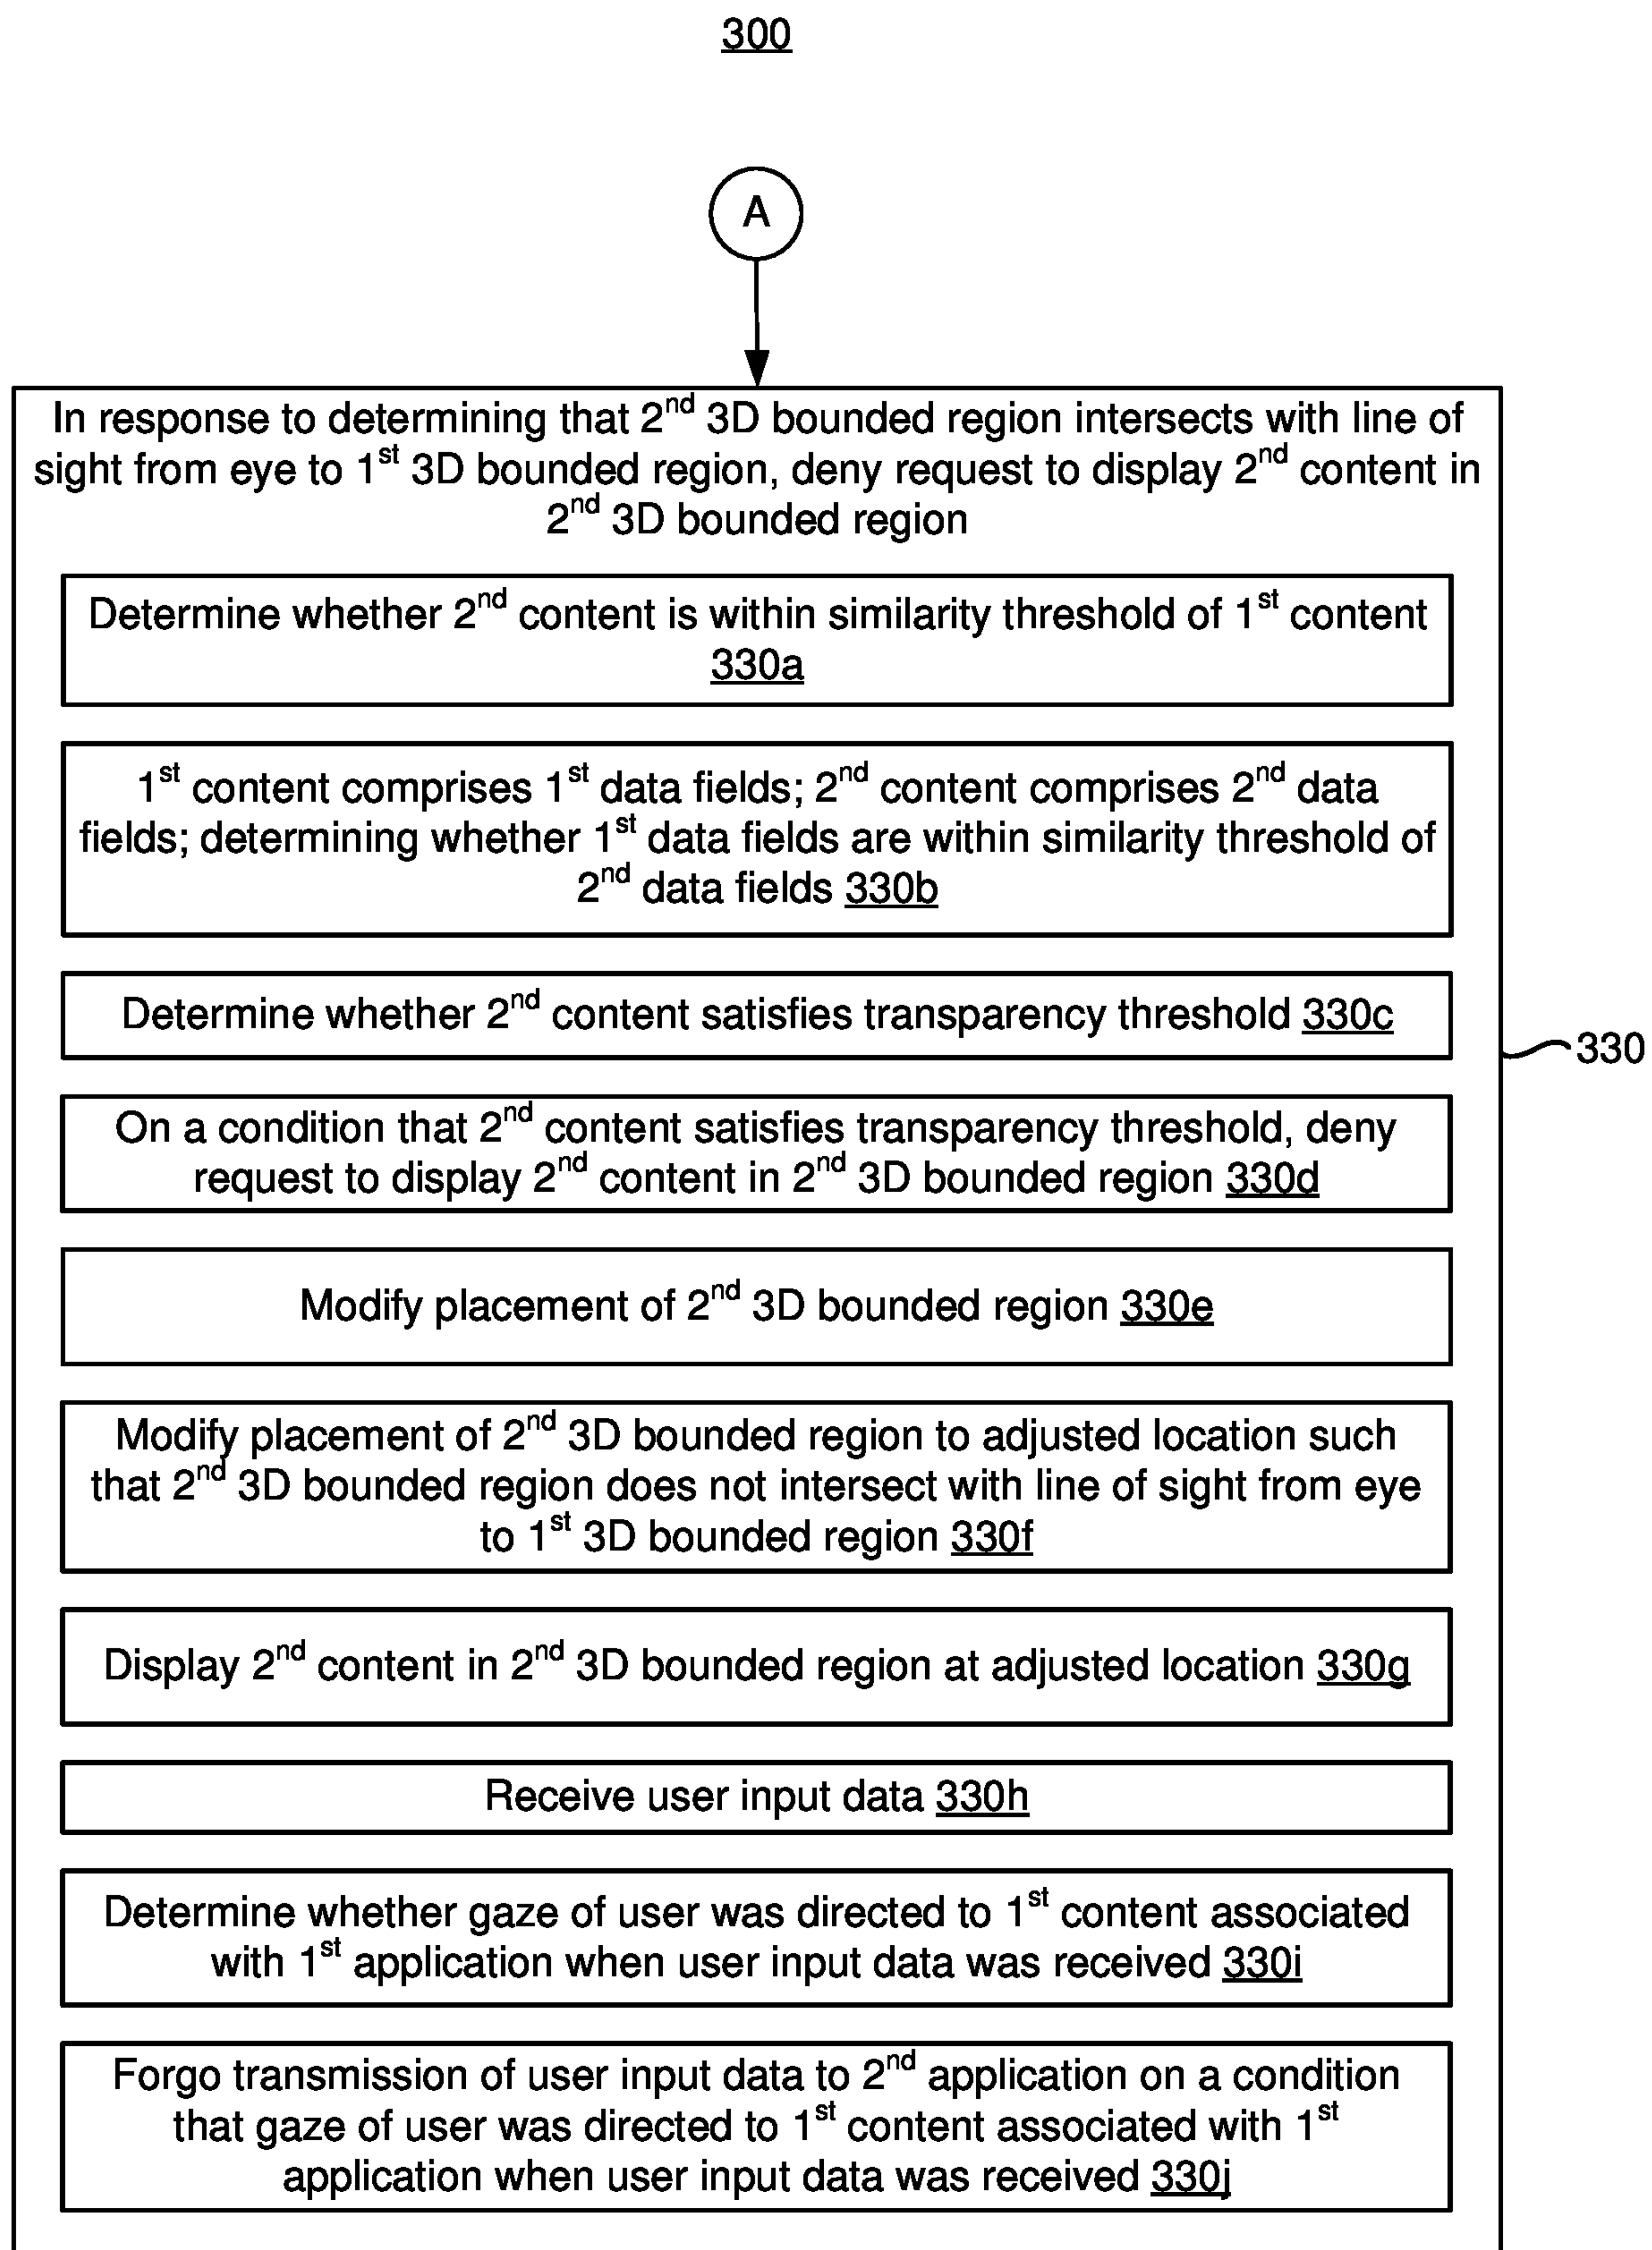 300
A
In response to determining that 2nd 3D bounded region intersects with line of
sight from eye to 1st 3D bounded region, deny request to display 2nd content in
2nd 3D bounded region
Determine whether 2nd content is within similarity threshold of 1st content
330a
1st content comprises 1st data fields; 2nd content comprises 2nd data
fields; determining whether 1st data fields are within similarity threshold of
2nd data fields 330b
Determine whether 2nd content satisfies transparency threshold 330c
330
On a condition that 2nd content satisfies transparency threshold, deny
request to display 2nd content in 2nd 3D bounded region 330d
Modify placement of 2nd 3D bounded region 330e
Modify placement of 2nd 3D bounded region to adjusted location such
that 2nd 3D bounded region does not intersect with line of sight from eye
to 1st 3D bounded region 330f
Display 2nd content in 2nd 3D bounded region at adjusted location 330g
Receive user input data 330h
Determine whether gaze of user was directed to 1st content associated
with 1st application when user input data was received 330i
Forgo transmission of user input data to 2nd application on a condition
that gaze of user was directed to 1st content associated with 1st
application when user input data was received 330j